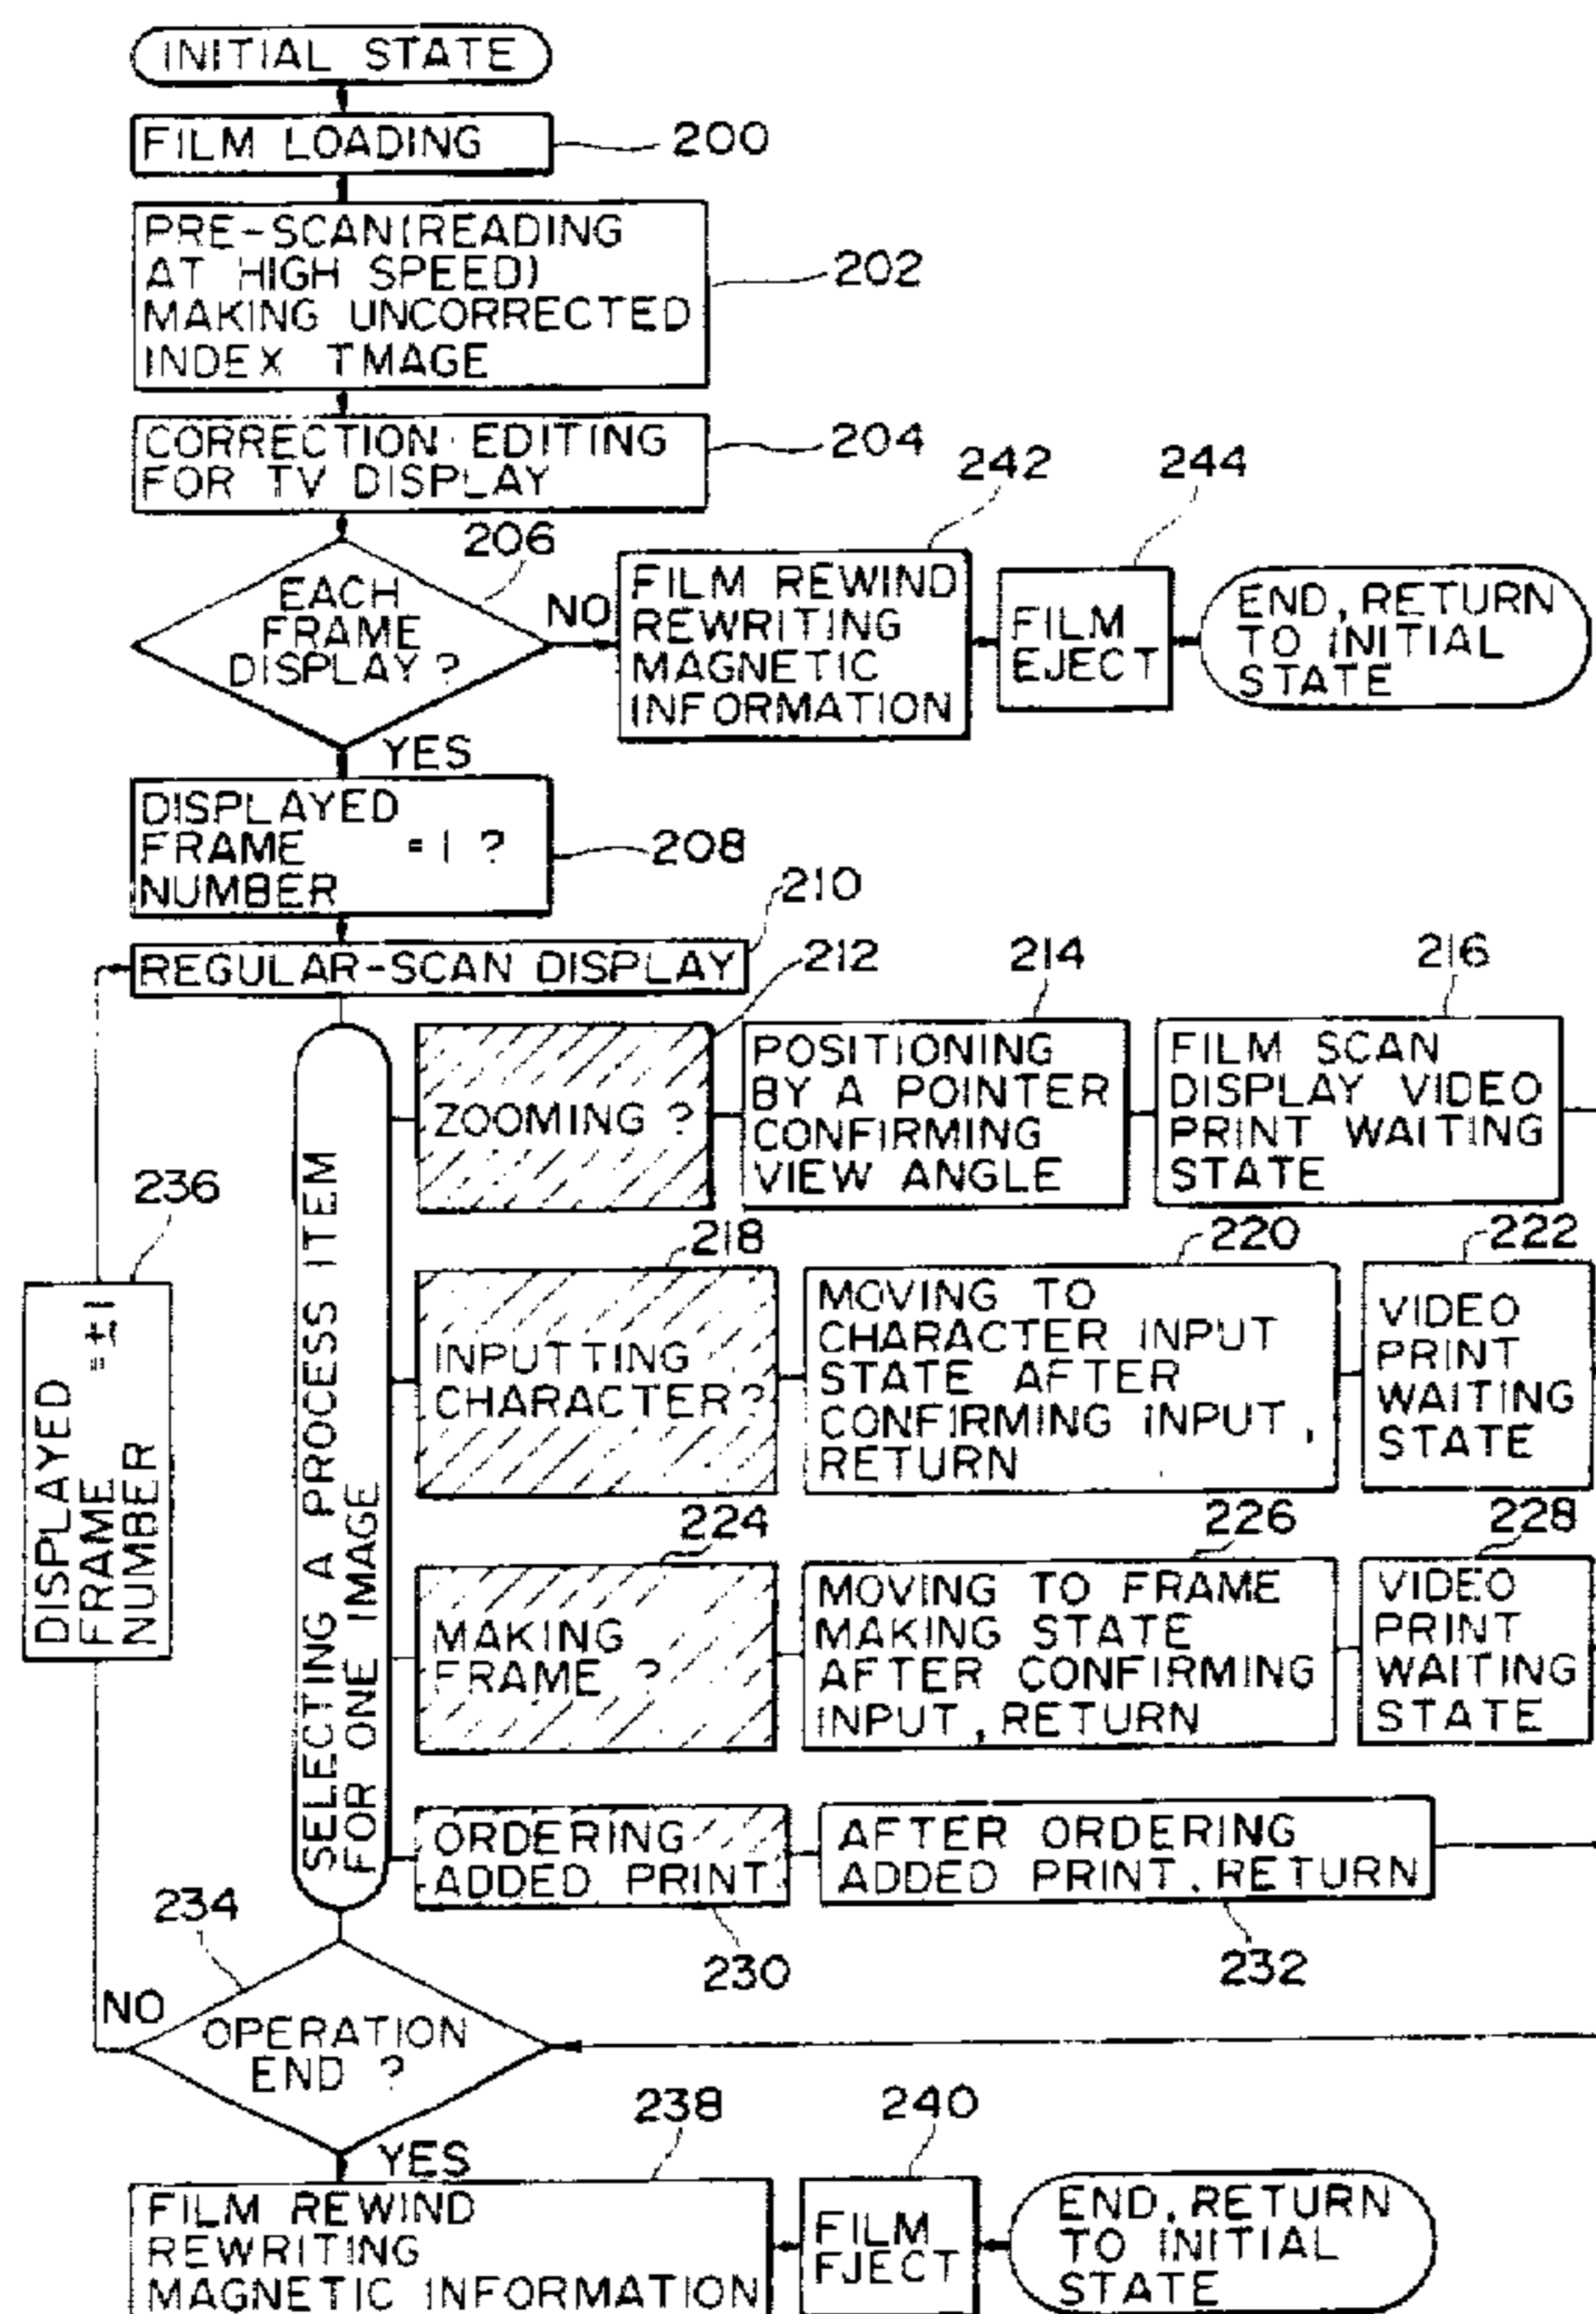 INITIAL STATE
FILM LOADING
200
PRE-SCAN(READING
AT HIGH SPEED)
MAKING UNCORRECTED
INDEX TMAGE
202
CORRECTION EDITING
FOR TV DISPLAY
204
242
244
206
EACH
FRAME
DISPLAY ?
NO
FILM REWIND
REWRITING
MAGNETIC
INFORMATION
FILM
EJECT
END, RETURN
TO INITIAL
STATE
YES
DISPLAYED
FRAME = 1 ?
NUMBER
208
210
REGULAR-SCAN DISPLAY
212
214
216
ZOOMING ?
POSITIONING
BY A POINTER
CONFIRMING
VIEW ANGLE
FILM SCAN
DISPLAY VIDEO
PRINT WAITING
STATE
236
DISPLAYED
FRAME = ±1
NUMBER
SELECTING A PROCESS ITEM
FOR ONE IMAGE
218
220
222
INPUTTING
CHARACTER ?
MOVING TO
CHARACTER INPUT
STATE AFTER
CONFIRMING INPUT,
RETURN
VIDEO
PRINT
WAITING
STATE
224
226
228
MAKING
FRAME ?
MOVING TO FRAME
MAKING STATE
AFTER CONFIRMING
INPUT, RETURN
VIDEO
PRINT
WAITING
STATE
ORDERING
ADDED PRINT
AFTER ORDERING
ADDED PRINT, RETURN
230
232
234
NO
OPERATION
END ?
YES
238
240
FILM REWIND
REWRITING
MAGNETIC INFORMATION
FILM
FJECT
END, RETURN
TO INITIAL
STATE